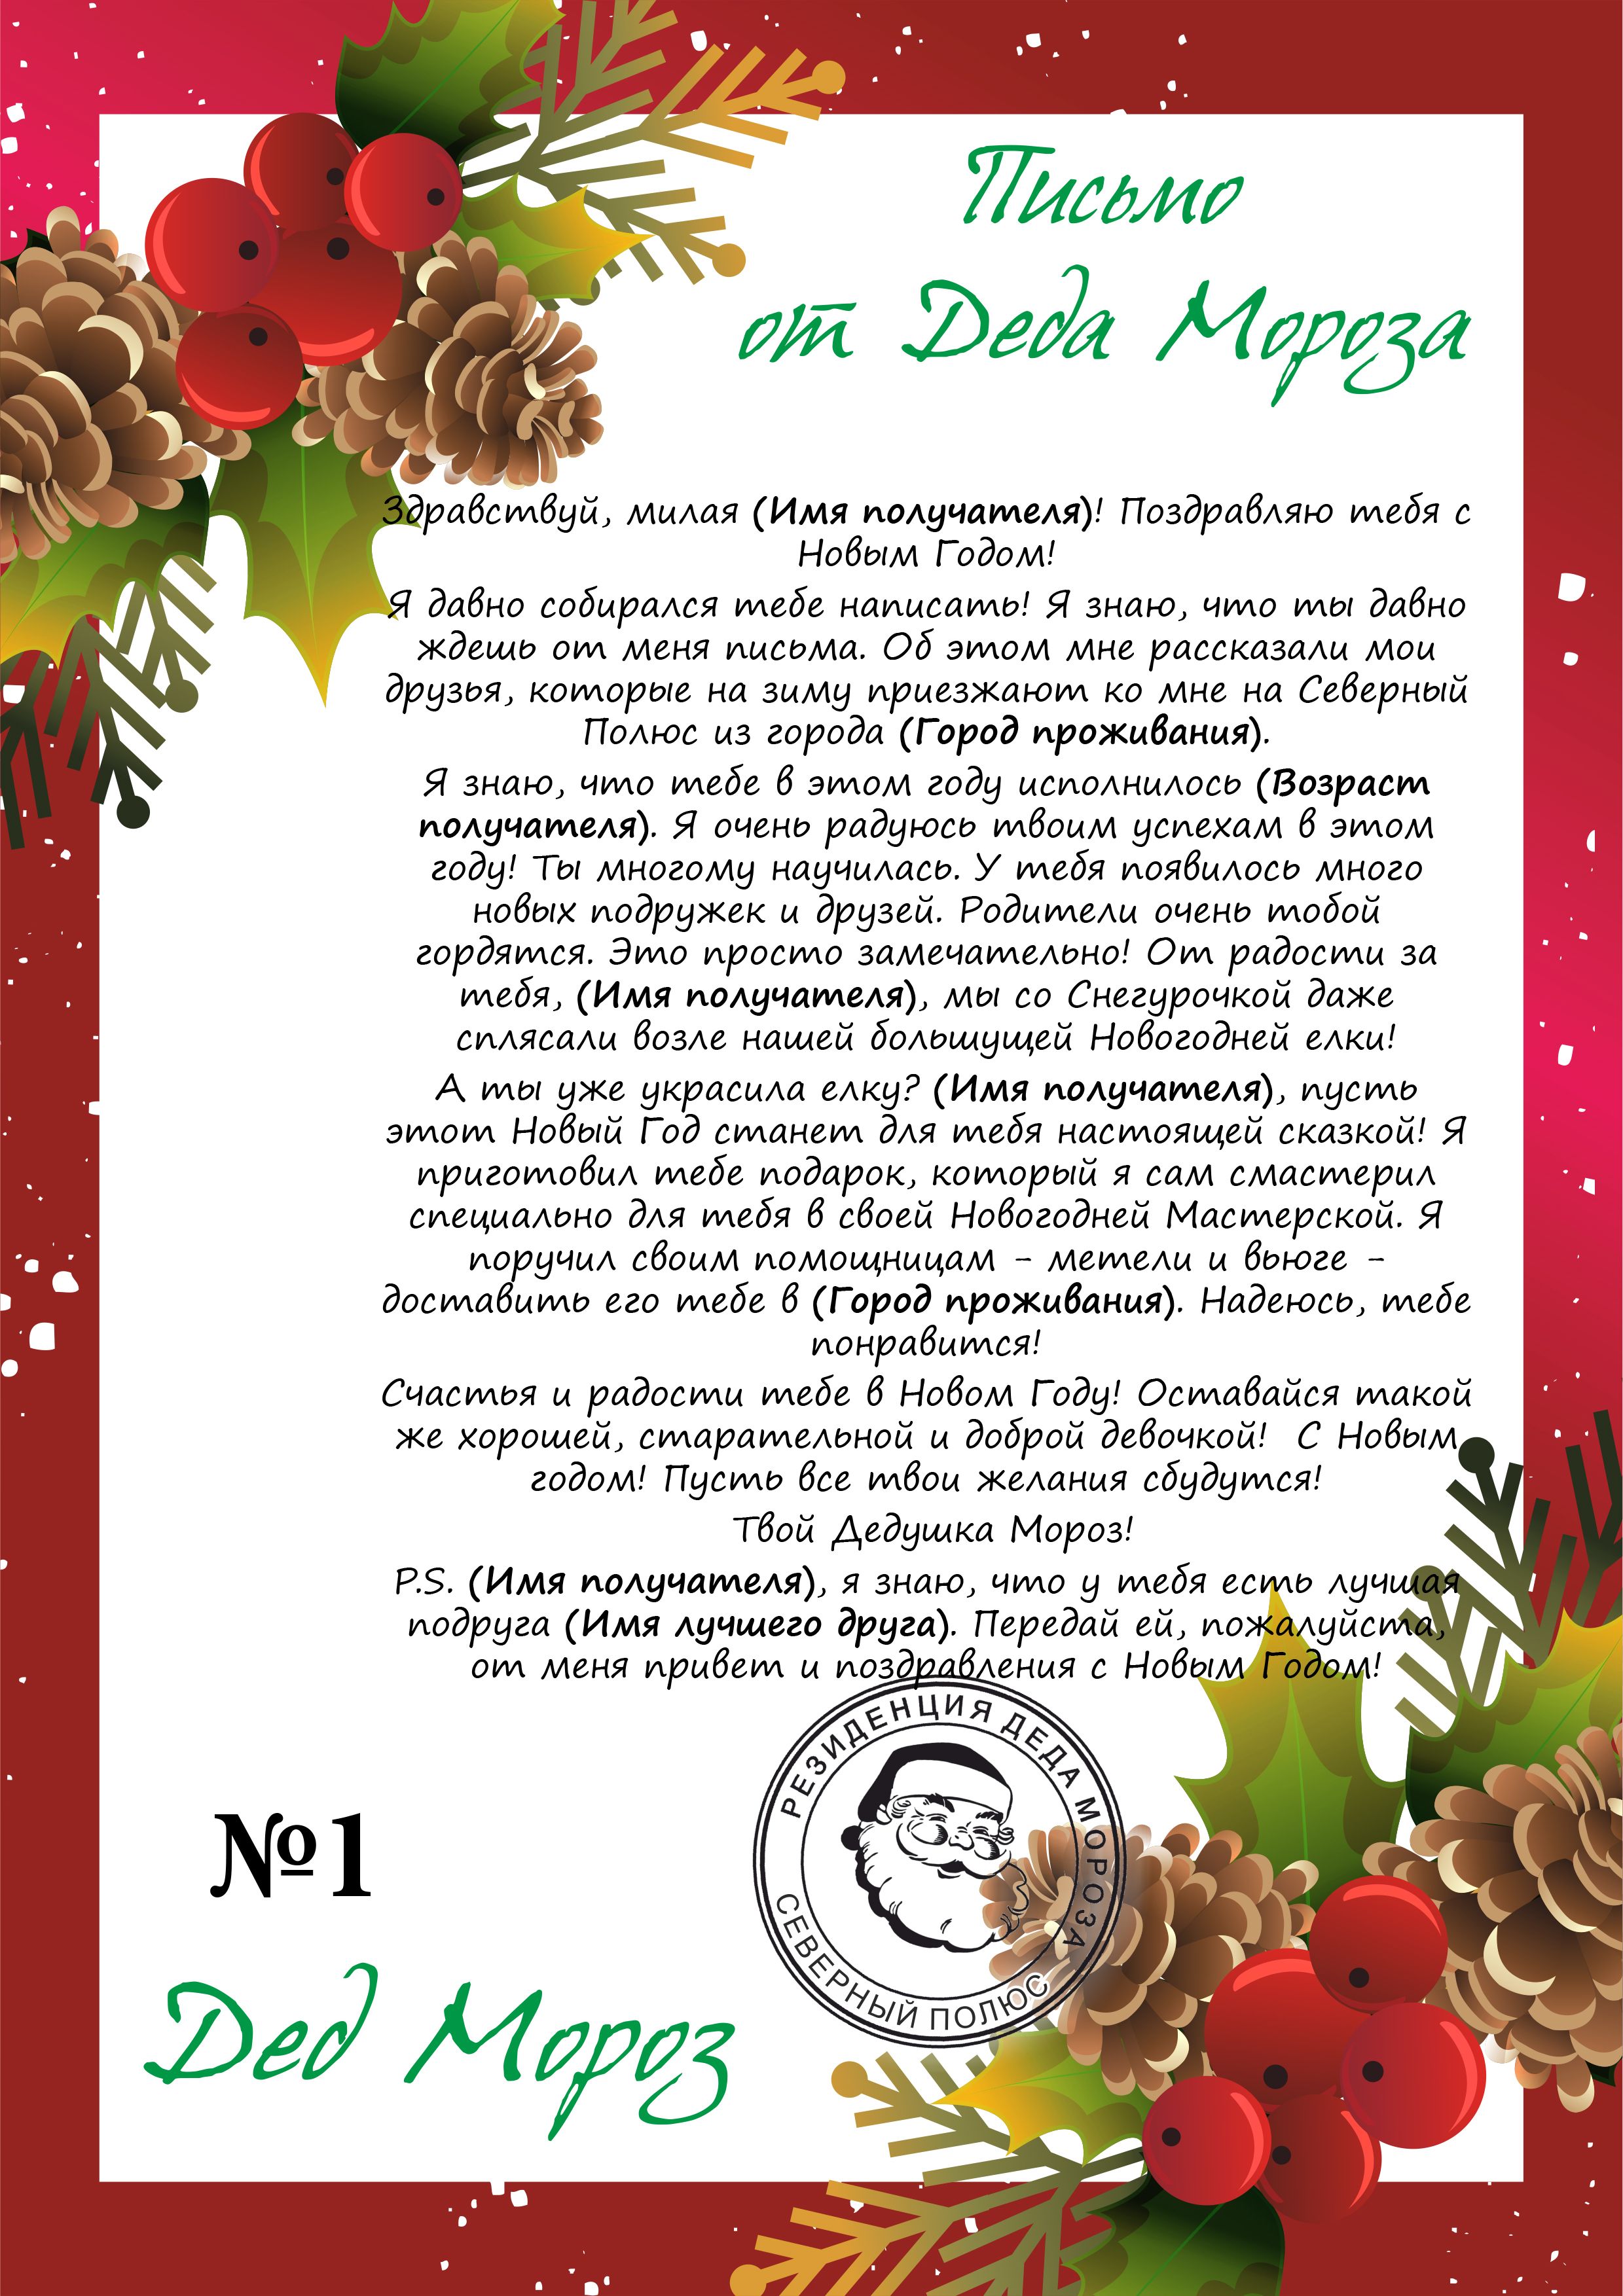 Письмо
от Деда Мороза
Здравствуй, милая (Имя получателя)! Поздравляю тебя с
Новым Годом!
Я давно собирался тебе написать! Я знаю, что ты давно
ждешь от меня письма. Об этом мне рассказали мои
друзья, которые на зиму приезжают ко мне на Северный
Полюс из города (Город проживания).
Я знаю, что тебе в этом году исполнилось (Возраст
получателя). Я очень радуюсь твоим успехам в этом
году! Ты многому научилась. У тебя появилось много
новых подружек и друзей. Родители очень тобой
гордятся. Это просто замечательно! От радости за
тебя, (Имя получателя), мы со Снегурочкой даже
сплясали возле нашей большущей Новогодней елки!
А ты уже украсила елку? (Имя получателя), пусть
этот Новый Год станет для тебя настоящей сказкой! Я
приготовил тебе подарок, который я сам смастерил
специально для тебя в своей Новогодней Мастерской. Я
поручил своим помощницам – метели и вьюге –
доставить его тебе в (Город проживания). Надеюсь, тебе
понравится!
Счастья и радости тебе в Новом Году! Оставайся такой
же хорошей, старательной и доброй девочкой!  С Новым
годом! Пусть все твои желания сбудутся!
Твой Дедушка Мороз!
P.S. (Имя получателя), я знаю, что у тебя есть лучшая
подруга (Имя лучшего друга). Передай ей, пожалуйста,
от меня привет и поздравления с Новым Годом!
РЕЗИДЕНЦИЯ ДЕДА МОРОЗА
СЕВЕРНЫЙ ПОЛЮС
№1
Дед Мороз